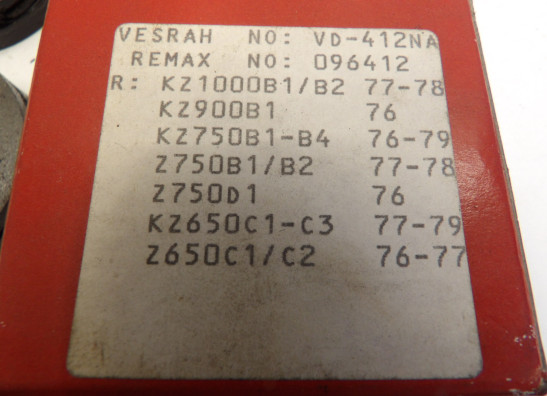 VESRAH NO: VD-412NA
REMAX NO: 096412
R: KZ1000B1/B2 77-78
KZ900B1 76
KZ750B1-B4 76-79
Z750B1/B2 77-78
Z750D1 76
KZ650C1-C3 77-79
Z650C1/C2 76-77